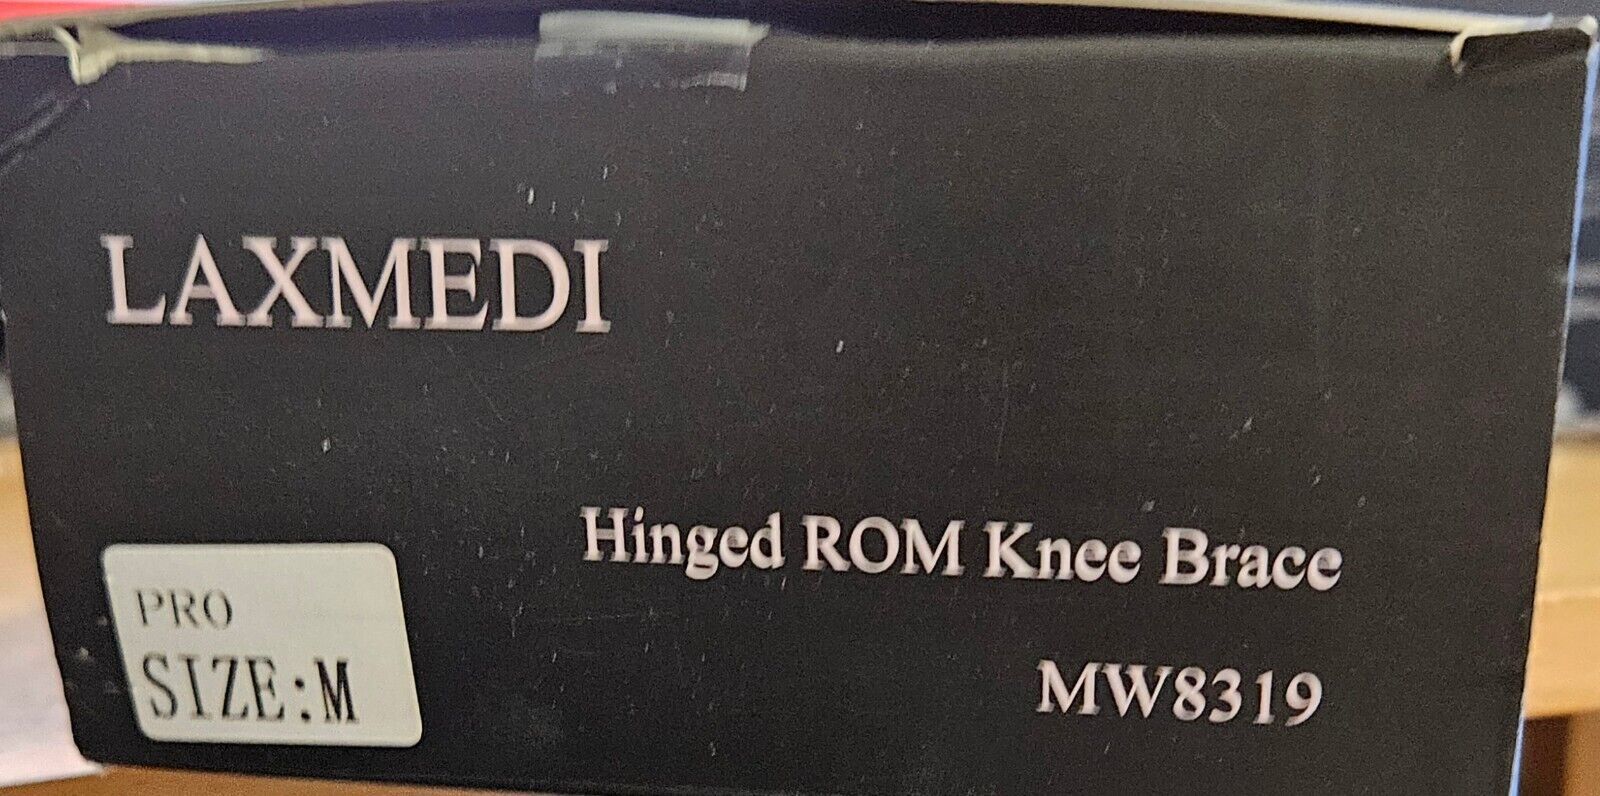 LAXMEDI
Hinged ROM Knee Brace
MW8319
PRO
SIZE:M